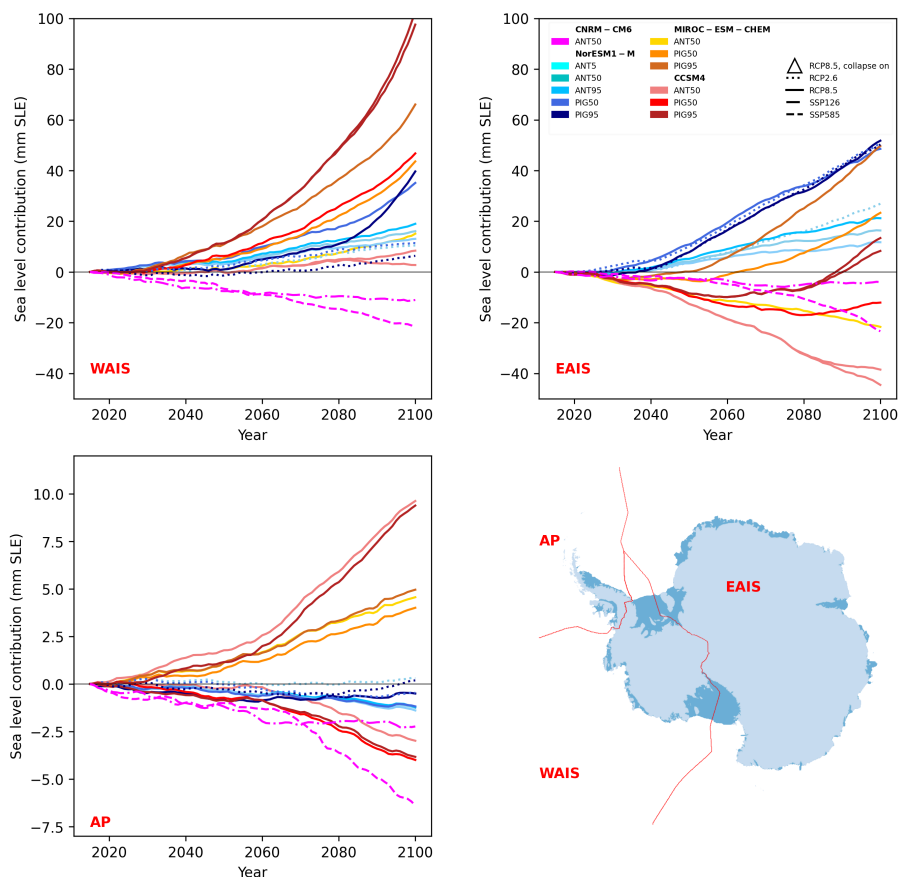 100
80
60
40
20
0
−20
−40
Sea level contribution (mm SLE)
WAIS
2020 2040 2060 2080 2100
Year
100
80
60
40
20
0
−20
−40
Sea level contribution (mm SLE)
CNRM − CM6
ANT50
NorESM1 − M
ANT5
ANT50
ANT95
PIG50
PIG95
MIROC − ESM − CHEM
ANT50
PIG50
PIG95
CCSM4
ANT50
PIG50
PIG95
RCP8.5, collapse on
RCP2.6
RCP8.5
SSP126
SSP585
EAIS
2020 2040 2060 2080 2100
Year
10.0
7.5
5.0
2.5
0.0
−2.5
−5.0
−7.5
Sea level contribution (mm SLE)
AP
2020 2040 2060 2080 2100
Year
AP
EAIS
WAIS